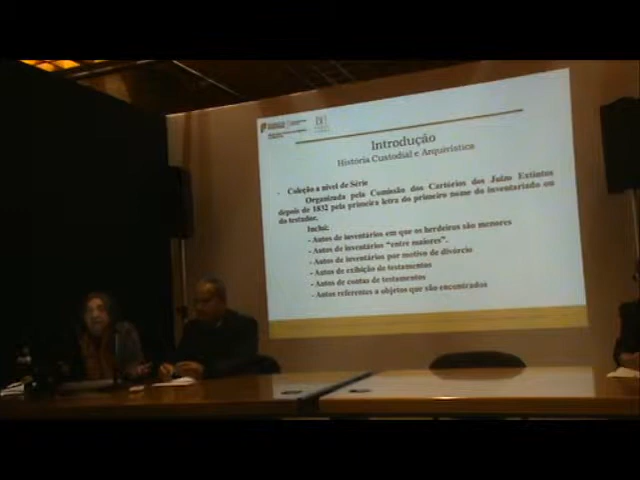 Introdução
História Custodial e Arquivística
- Coleção a nível de Série
Organizada pela Comissão dos Cartórios dos Juízo Extintos
depois de 1832 pela primeira letra do primeiro nome do inventariado ou
da testador.
Inclui:
- Autos de inventários em que os herdeiros são menores
- Autos de inventários "entre maiores".
- Autos de inventários por motivo de divórcio
- Autos de exibição de testamentos
- Autos de contas de testamentos
- Autos referentes a objetos que são encontrados